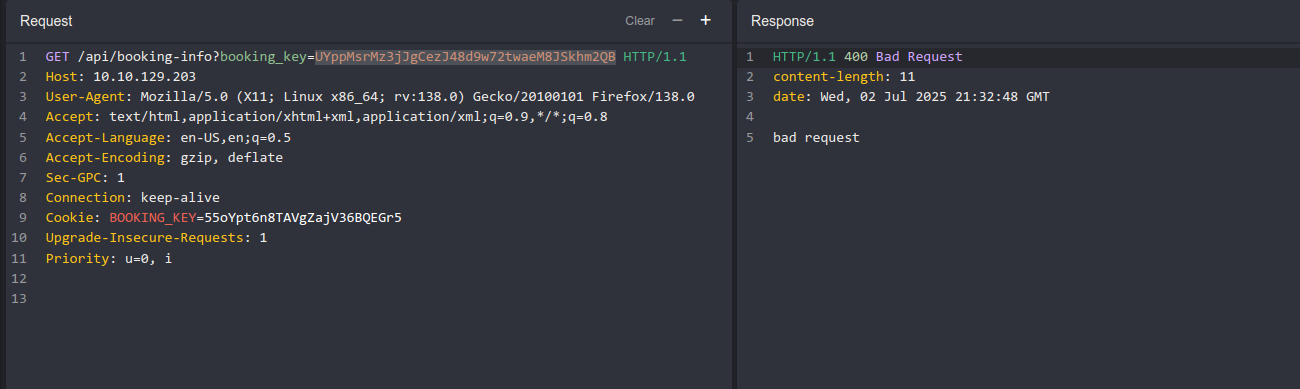 Request
Clear − +
1 GET /api/booking-info?booking_key=UYppMsrMz3jJgCezJ48d9w72twaeM8JSkhm2QB HTTP/1.1
2 Host: 10.10.129.203
3 User-Agent: Mozilla/5.0 (X11; Linux x86_64; rv:138.0) Gecko/20100101 Firefox/138.0
4 Accept: text/html,application/xhtml+xml,application/xml;q=0.9,*/*;q=0.8
5 Accept-Language: en-US,en;q=0.5
6 Accept-Encoding: gzip, deflate
7 Sec-GPC: 1
8 Connection: keep-alive
9 Cookie: BOOKING_KEY=55oYpt6n8TAVgZajV36BQEGr5
10 Upgrade-Insecure-Requests: 1
11 Priority: u=0, i
12
13
Response
1 HTTP/1.1 400 Bad Request
2 content-length: 11
3 date: Wed, 02 Jul 2025 21:32:48 GMT
4
5 bad request